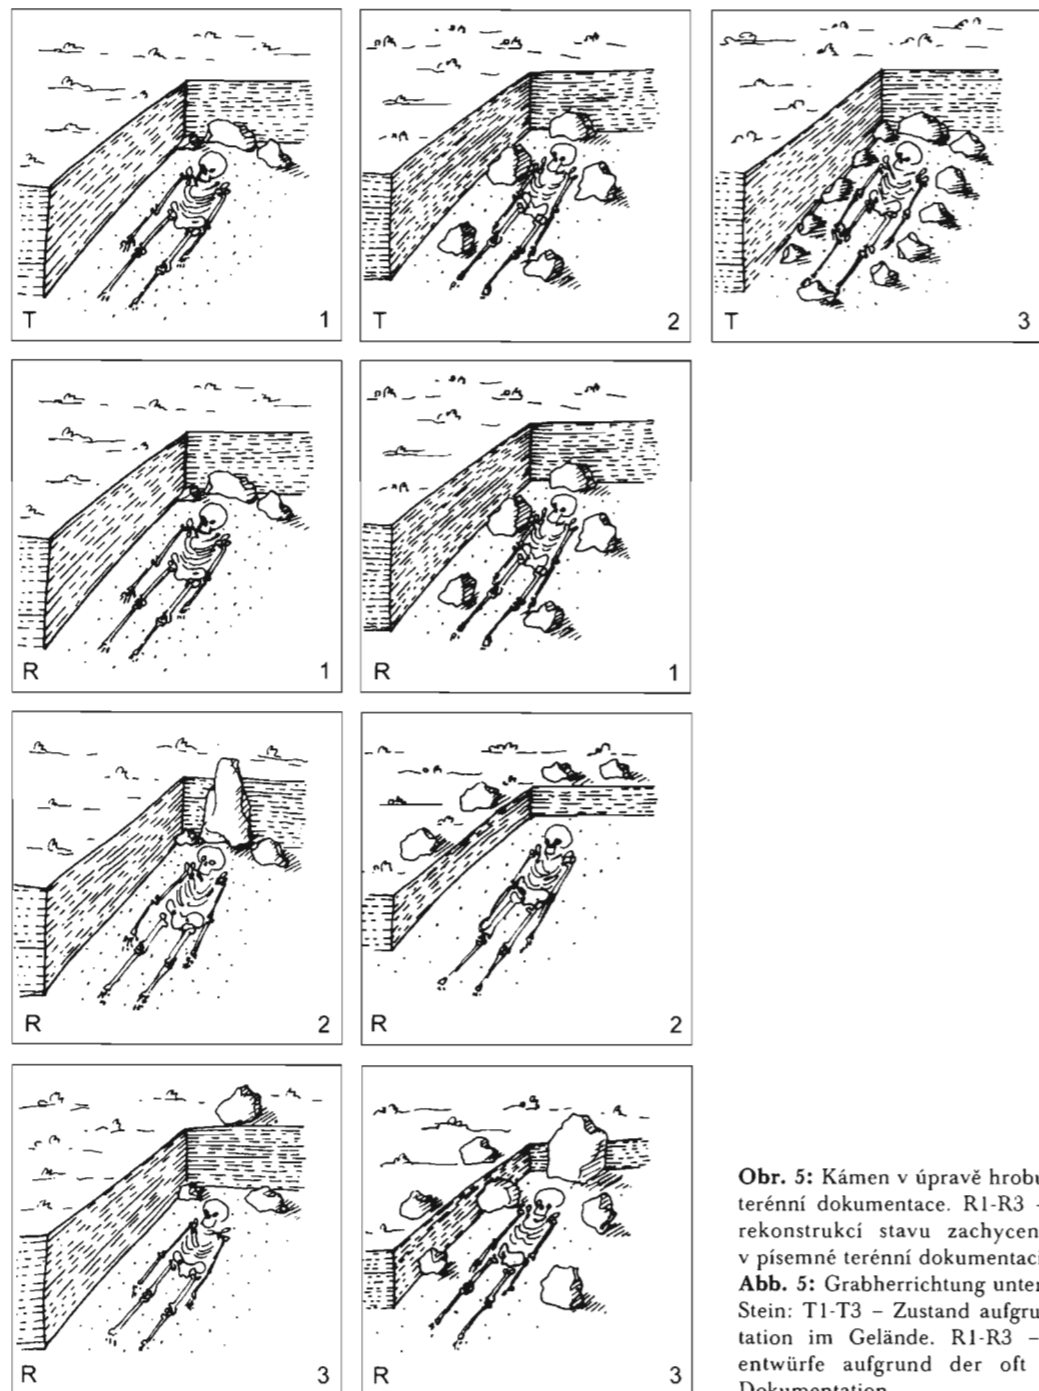 T 1
T 2
T 3
R 1
R 1
R 2
R 2
R 3
R 3
Obr. 5: Kámen v úpravě hrobu
terénní dokumentace. R1-R3 –
rekonstrukcí stavu zachycen
v písemné terénní dokumentaci
Abb. 5: Grabherrichtung unter
Stein: T1-T3 – Zustand aufgru
tation im Gelände. R1-R3 –
entwürfe aufgrund der oft
Dokumentation